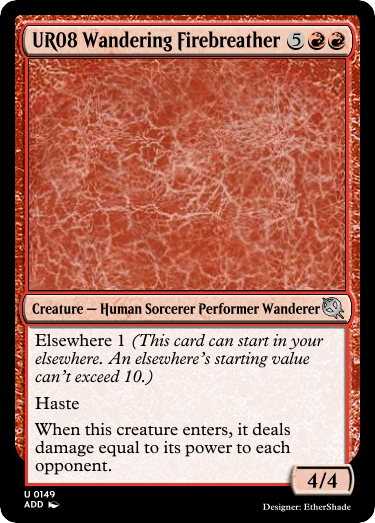 UR08 Wandering Firebreather 5
Creature — Human Sorcerer Performer Wanderer
Elsewhere 1 (This card can start in your
elsewhere. An elsewhere's starting value
can't exceed 10.)
Haste
When this creature enters, it deals
damage equal to its power to each
opponent.
4/4
U 0149
ADD
Designer: EtherShade